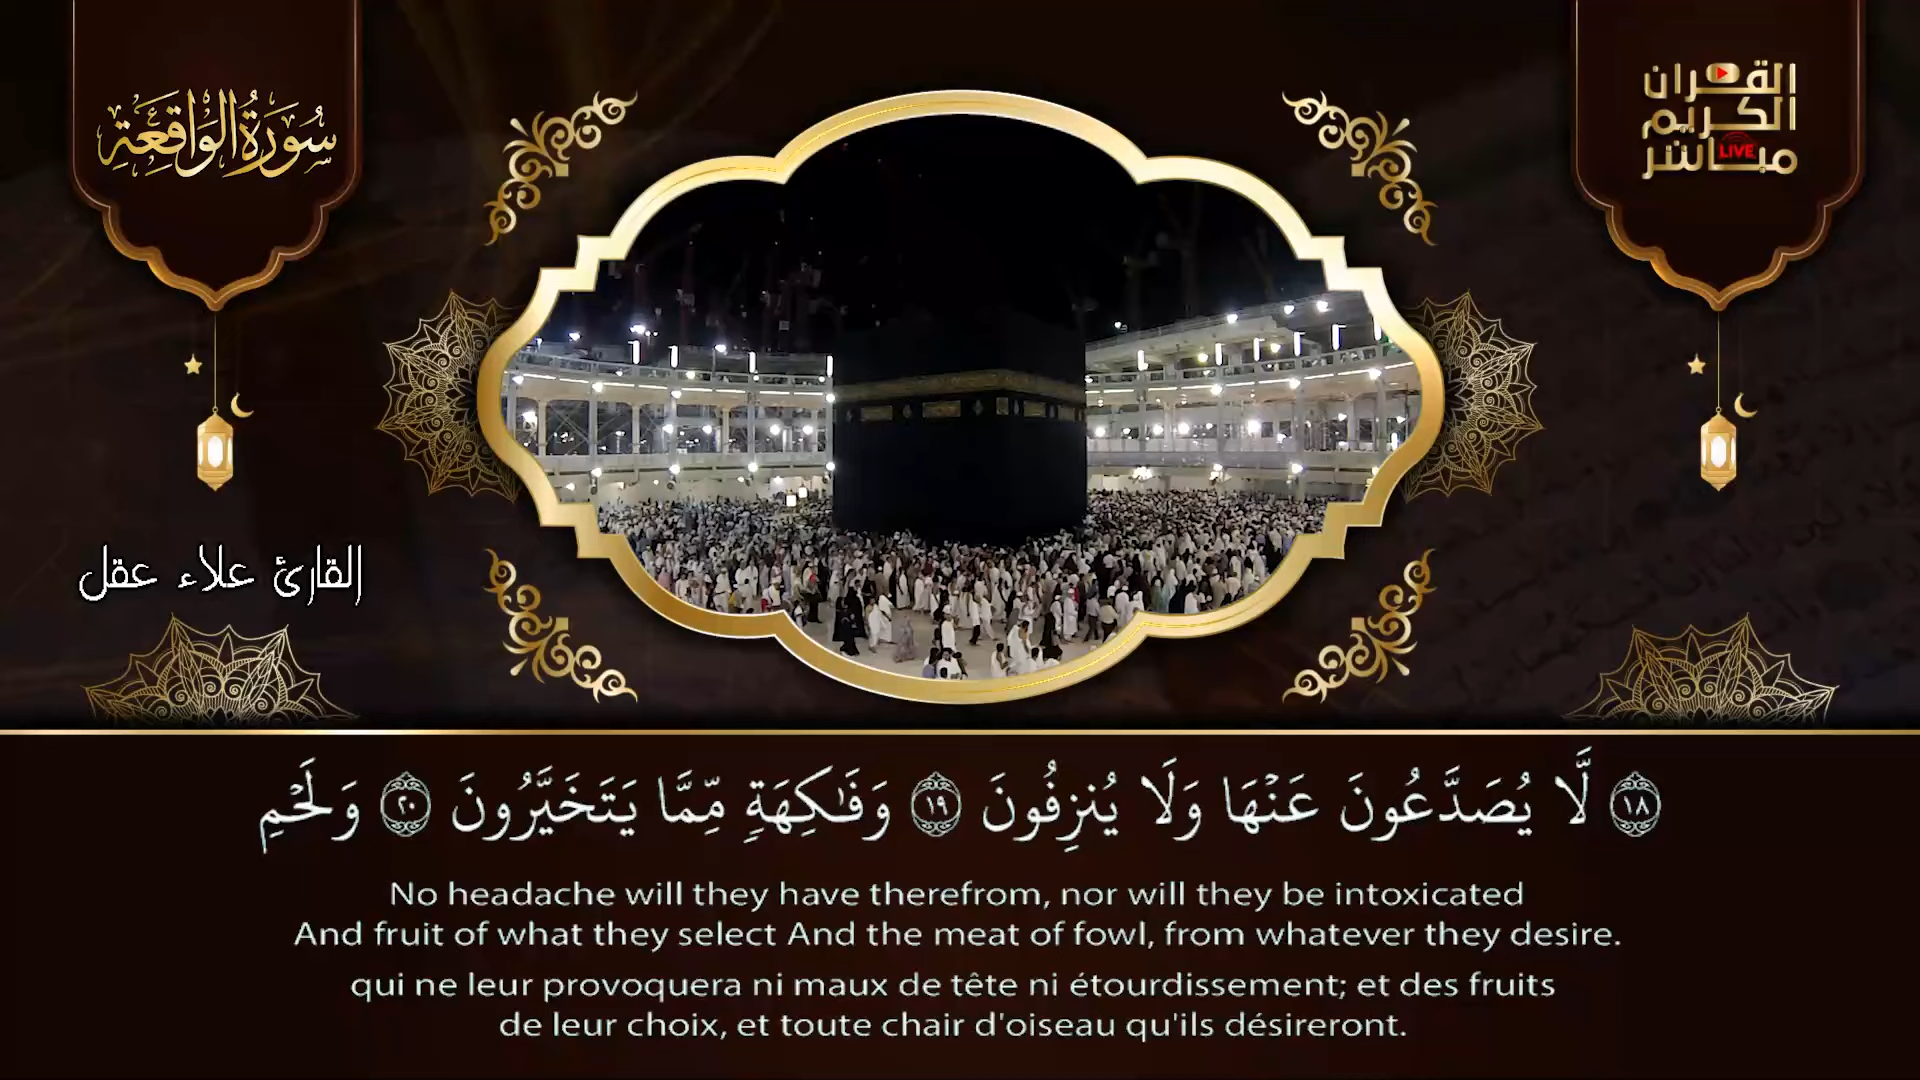 سُورَةُ الوَاقِعَة
القرآن
الكريم
مباشر
LIVE
القارئ علاء عقل
١٨ لَّا يُصَدَّعُونَ عَنْهَا وَلَا يُنزِفُونَ ١٩ وَفَٰكِهَةٍ مِّمَّا يَتَخَيَّرُونَ ٢٠ وَلَحْمِ
No headache will they have therefrom, nor will they be intoxicated
And fruit of what they select And the meat of fowl, from whatever they desire.
qui ne leur provoquera ni maux de tête ni étourdissement; et des fruits
de leur choix, et toute chair d'oiseau qu'ils désireront.